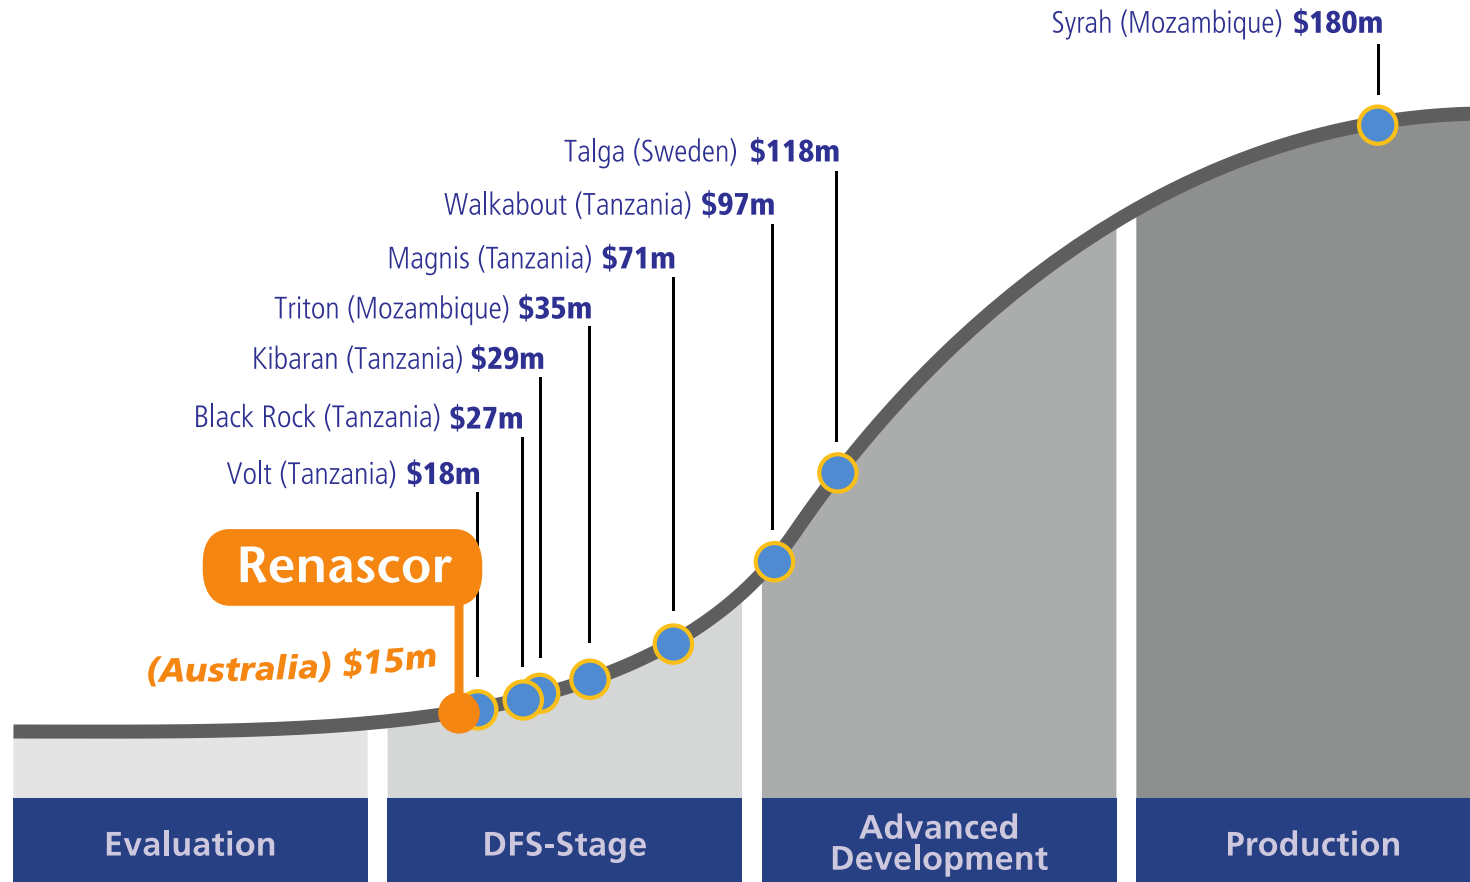 Syrah (Mozambique) $180m
Talga (Sweden) $118m
Walkabout (Tanzania) $97m
Magnis (Tanzania) $71m
Triton (Mozambique) $35m
Kibaran (Tanzania) $29m
Black Rock (Tanzania) $27m
Volt (Tanzania) $18m
Renascor
(Australia) $15m
Evaluation
DFS-Stage
Advanced
Development
Production